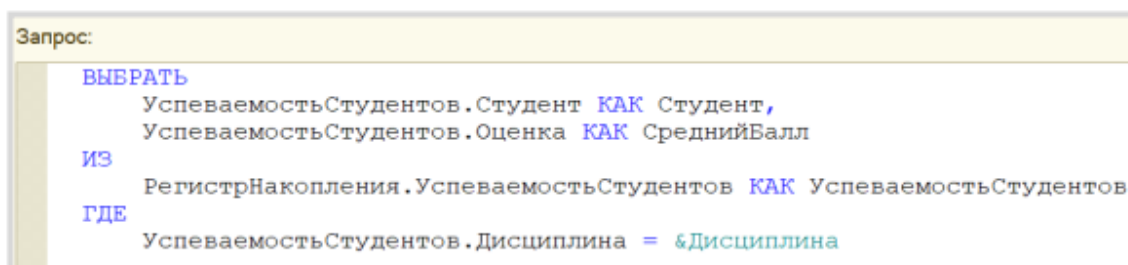 Запрос:
ВЫБРАТЬ
УспеваемостьСтудентов.Студент КАК Студент,
УспеваемостьСтудентов.Оценка КАК СреднийБалл
ИЗ
РегистрНакопления.УспеваемостьСтудентов КАК УспеваемостьСтудентов
ГДЕ
УспеваемостьСтудентов.Дисциплина = &Дисциплина